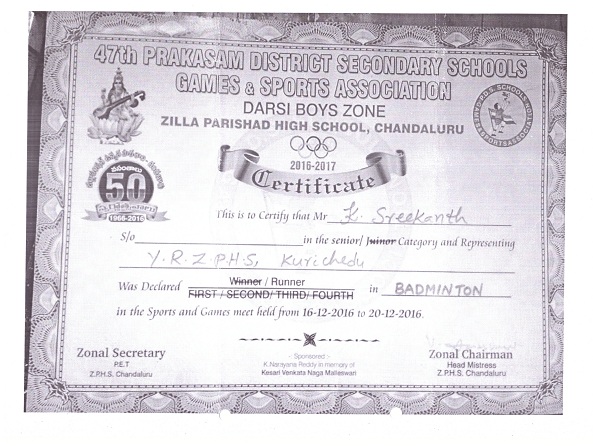 47th PRAKASAM DISTRICT SECONDARY SCHOOLS
GAMES & SPORTS ASSOCIATION
DARSI BOYS ZONE
ZILLA PARISHAD HIGH SCHOOL, CHANDALURU
2016-2017
Certificate
50
1966-2016
This is to Certify that Mr K. Sreekanth
S/o in the senior/ Juinor Category and Representing
Y.R.Z.P.H.S, Kurichedu
Was Declared Winner / Runner in BADMINTON
FIRST / SECOND/ THIRD/ FOURTH
in the Sports and Games meet held from 16-12-2016 to 20-12-2016.
Zonal Secretary
P.E.T
Z.P.H.S. Chandaluru
:- Sponsored :-
K.Narayana Reddy in memory of
Kesari Venkata Naga Malleswari
Zonal Chairman
Head Mistress
Z.P.H.S. Chandaluru